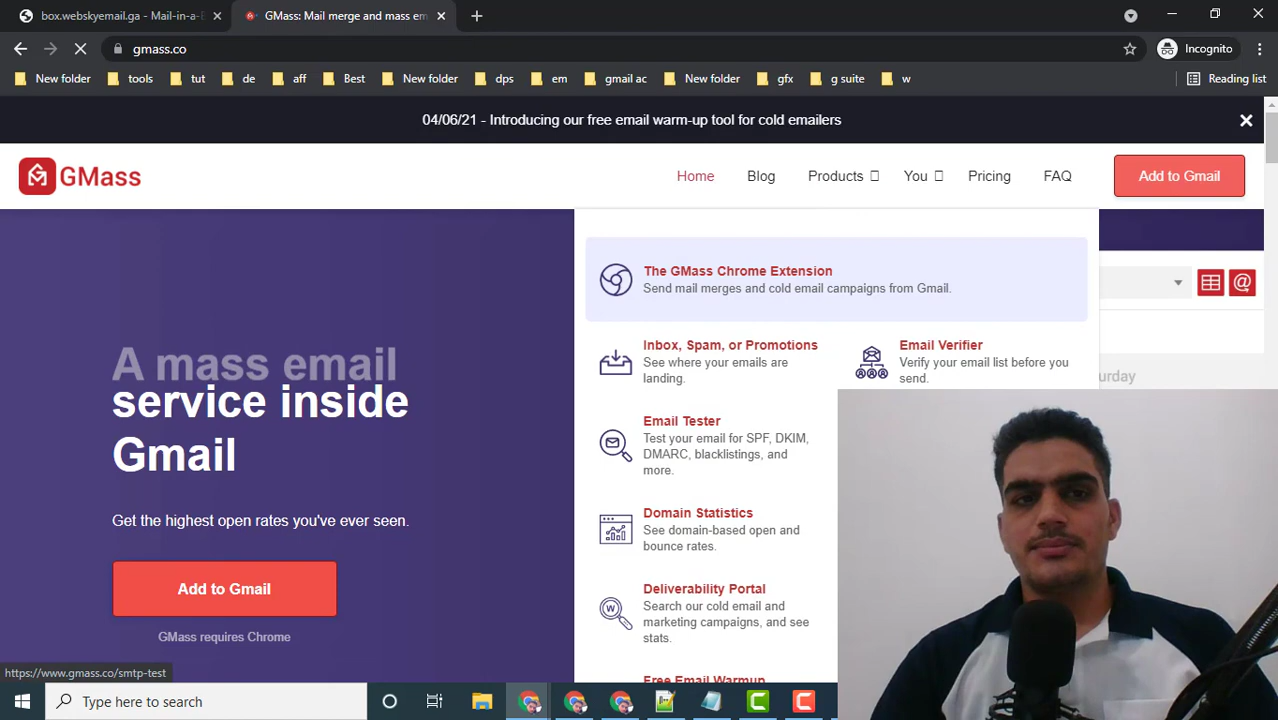 box.webskyemail.ga - Mail-in-a-
GMass: Mail merge and mass em
gmass.co
Incognito
New folder
tools
tut
de
aff
Best
New folder
dps
em
gmail ac
New folder
gfx
g suite
w
Reading list
04/06/21 - Introducing our free email warm-up tool for cold emailers
GMass
Home
Blog
Products
You
Pricing
FAQ
Add to Gmail
The GMass Chrome Extension
Send mail merges and cold email campaigns from Gmail.
A mass email
service inside
Gmail
Inbox, Spam, or Promotions
See where your emails are
landing.
Email Verifier
Verify your email list before you
send.
urday
Email Tester
Test your email for SPF, DKIM,
DMARC, blacklistings, and
more.
Get the highest open rates you've ever seen.
Domain Statistics
See domain-based open and
bounce rates.
Add to Gmail
GMass requires Chrome
Deliverability Portal
Search our cold email and
marketing campaigns, and see
stats.
Free Email Warmup
https://www.gmass.co/smtp-test
Type here to search